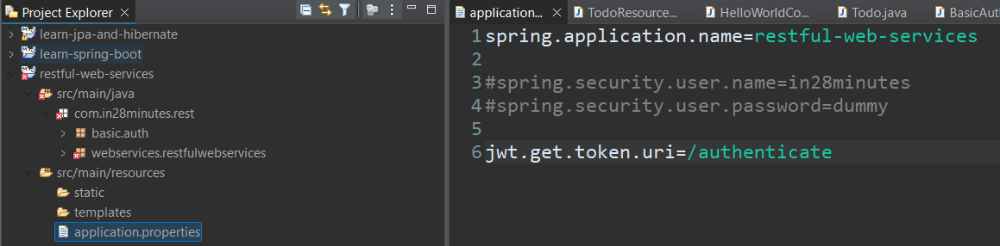 Project Explorer
learn-jpa-and-hibernate
learn-spring-boot
restful-web-services
src/main/java
com.in28minutes.rest
basic.auth
webservices.restfulwebservices
src/main/resources
static
templates
application.properties
application... TodoResource... HelloWorldCo... Todo.java BasicAut
1 spring.application.name=restful-web-services
2
3 #spring.security.user.name=in28minutes
4 #spring.security.user.password=dummy
5
6 jwt.get.token.uri=/authenticate